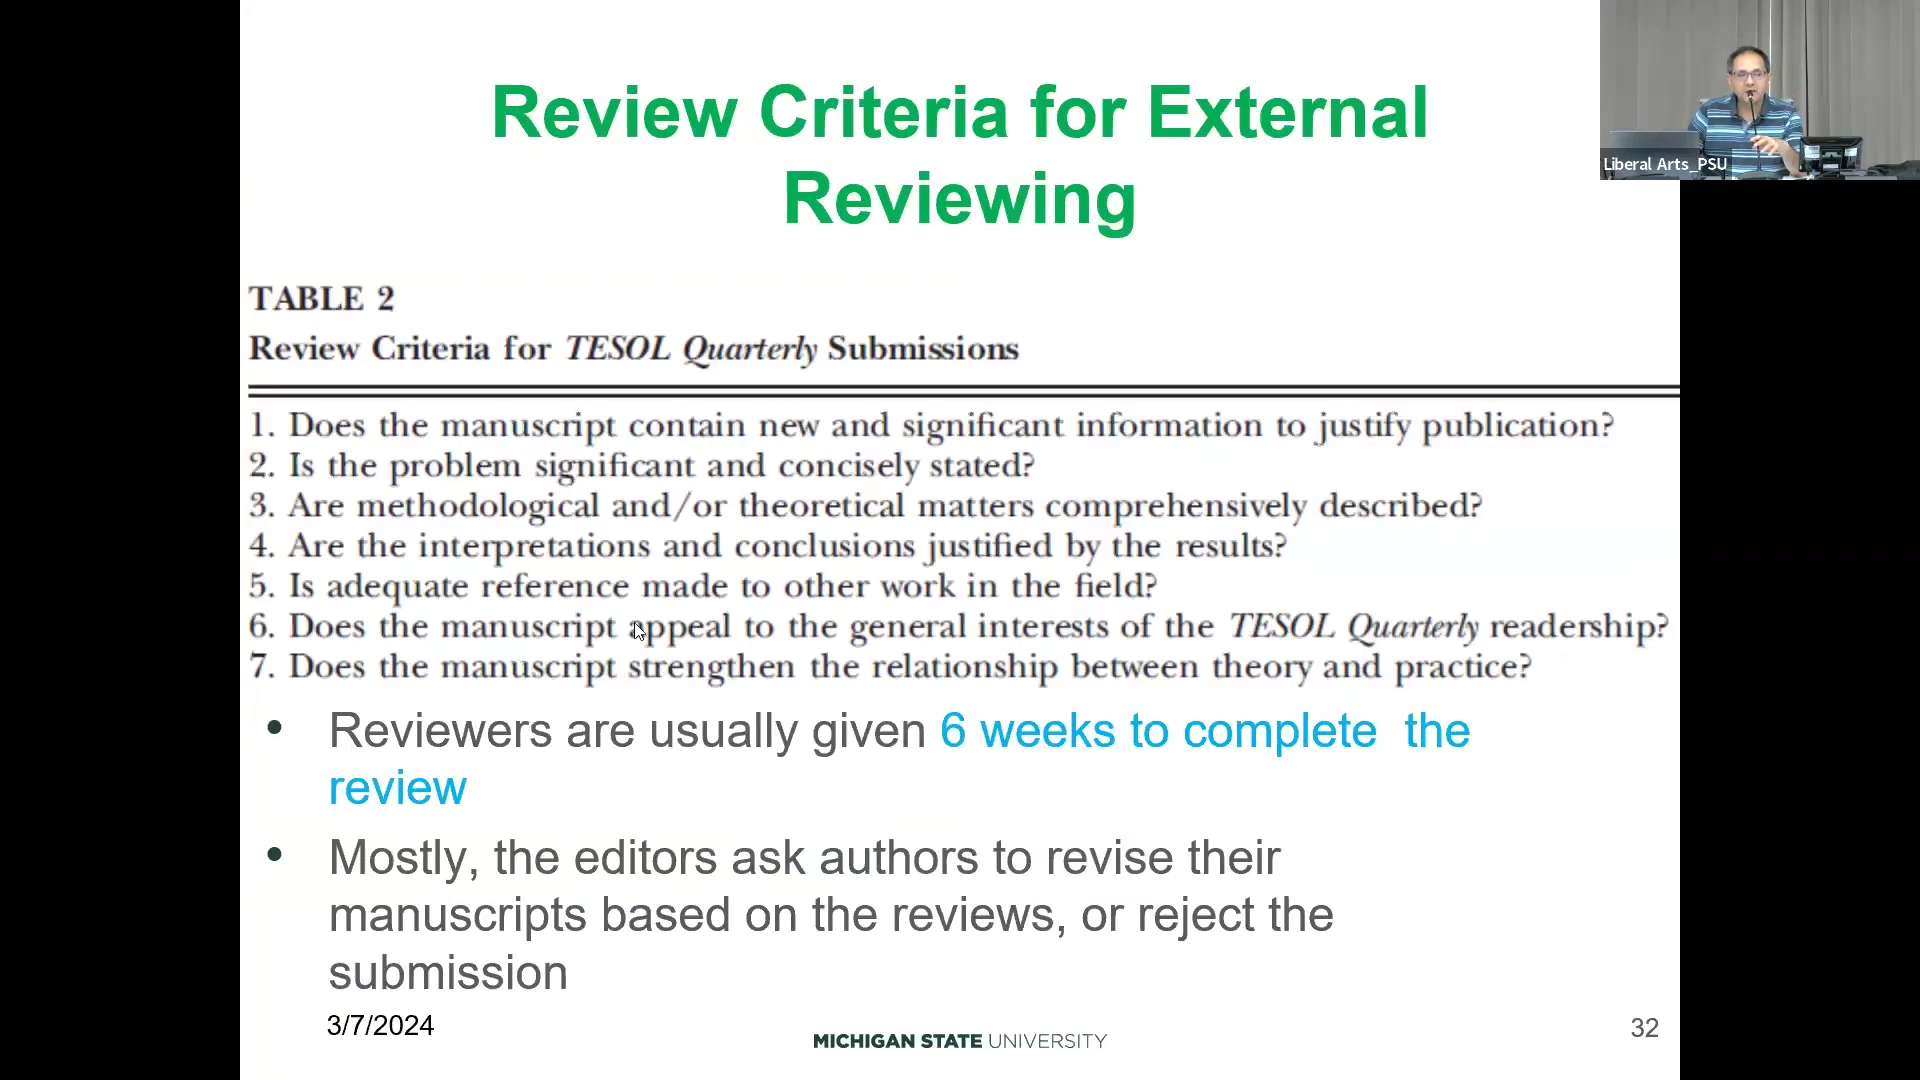 Review Criteria for External
Reviewing
Liberal Arts_PSU
TABLE 2
Review Criteria for TESOL Quarterly Submissions
1. Does the manuscript contain new and significant information to justify publication?
2. Is the problem significant and concisely stated?
3. Are methodological and/or theoretical matters comprehensively described?
4. Are the interpretations and conclusions justified by the results?
5. Is adequate reference made to other work in the field?
6. Does the manuscript appeal to the general interests of the TESOL Quarterly readership?
7. Does the manuscript strengthen the relationship between theory and practice?
• Reviewers are usually given 6 weeks to complete the
review
• Mostly, the editors ask authors to revise their
manuscripts based on the reviews, or reject the
submission
3/7/2024
MICHIGAN STATE UNIVERSITY
32